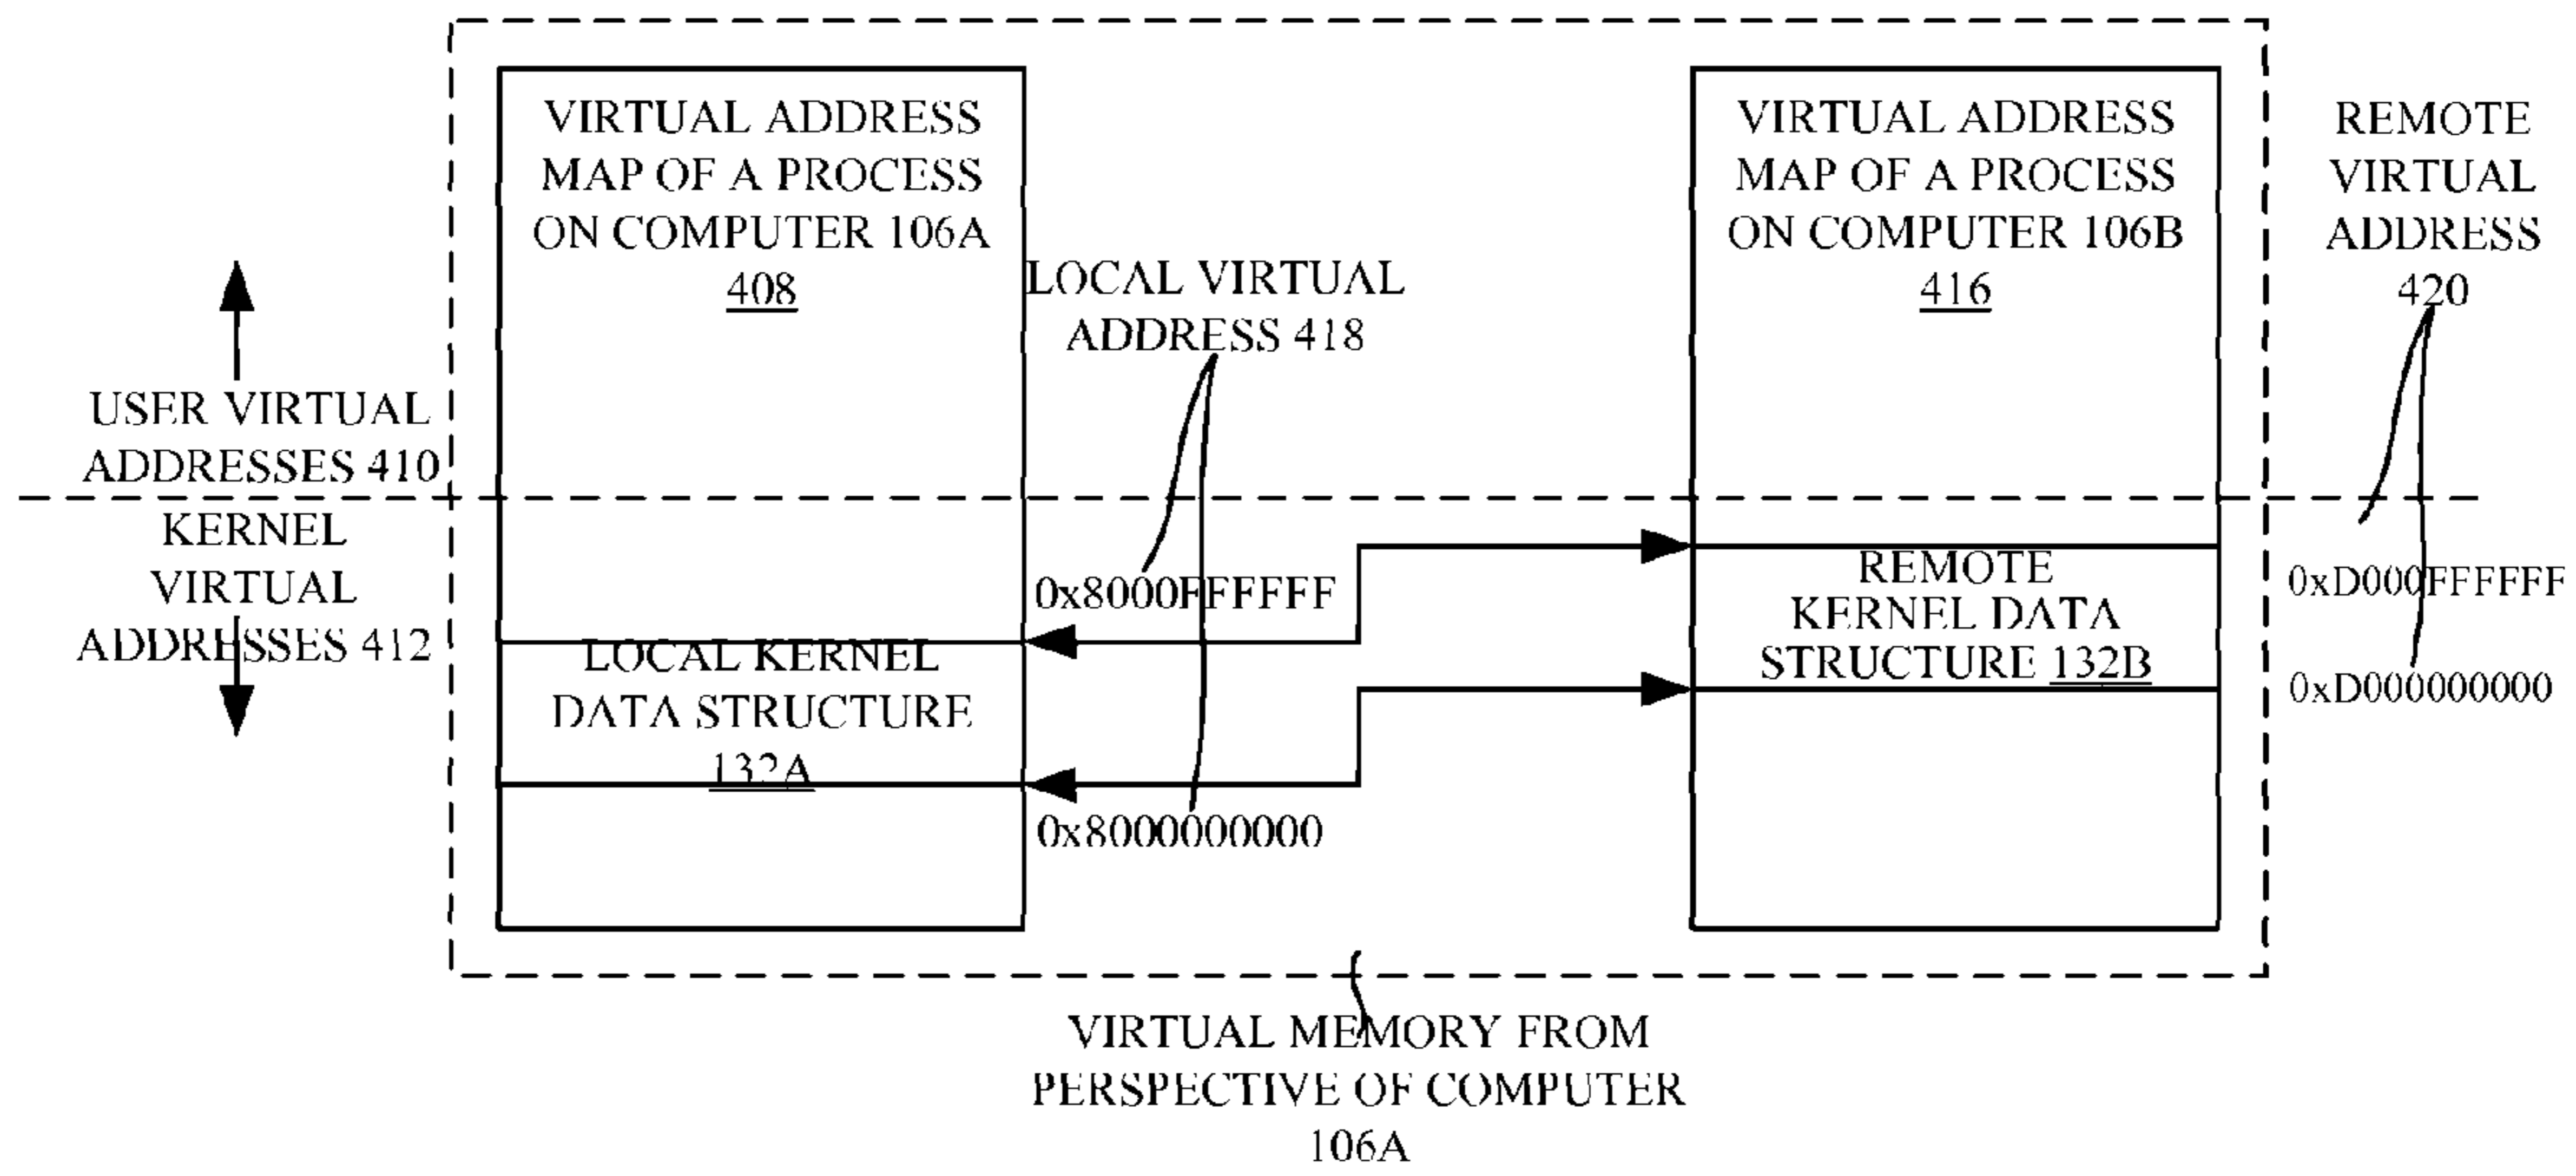 VIRTUAL ADDRESS
MAP OF A PROCESS
ON COMPUTER 106A
408
VIRTUAL ADDRESS
MAP OF A PROCESS
ON COMPUTER 106B
416
REMOTE
VIRTUAL
ADDRESS
420
LOCAL VIRTUAL
ADDRESS 418
USER VIRTUAL
ADDRESSES 410
KERNEL
VIRTUAL
ADDRESSES 412
0x8000FFFFFF
REMOTE
KERNEL DATA
STRUCTURE 132B
0xD000FFFFFF
0xD000000000
LOCAL KERNEL
DATA STRUCTURE
132A
0x8000000000
VIRTUAL MEMORY FROM
PERSPECTIVE OF COMPUTER
106A